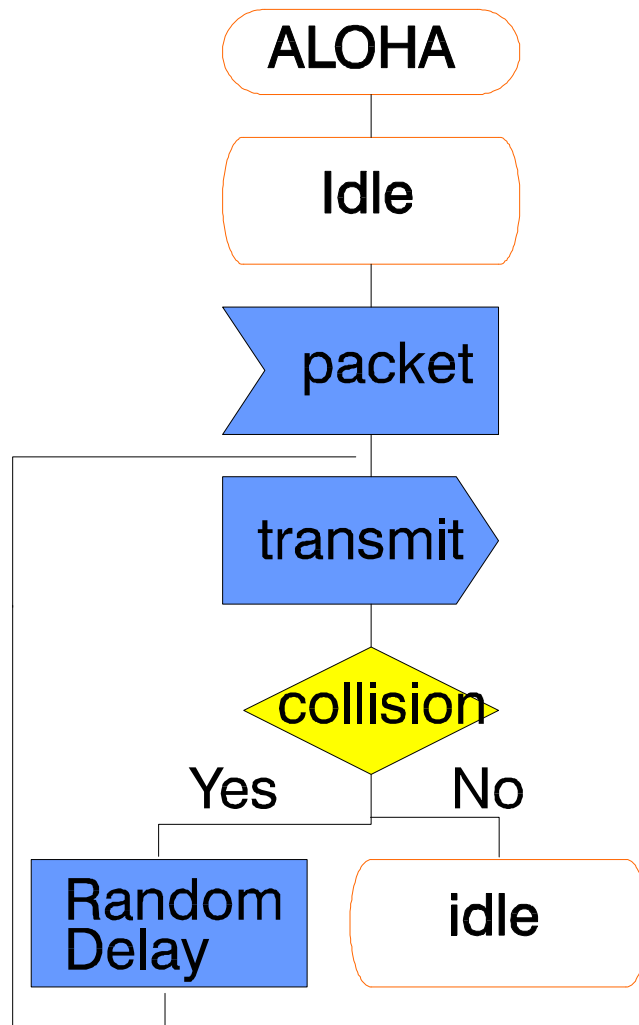 ALOHA
Idle
packet
transmit
collision
Yes
No
Random
Delay
idle